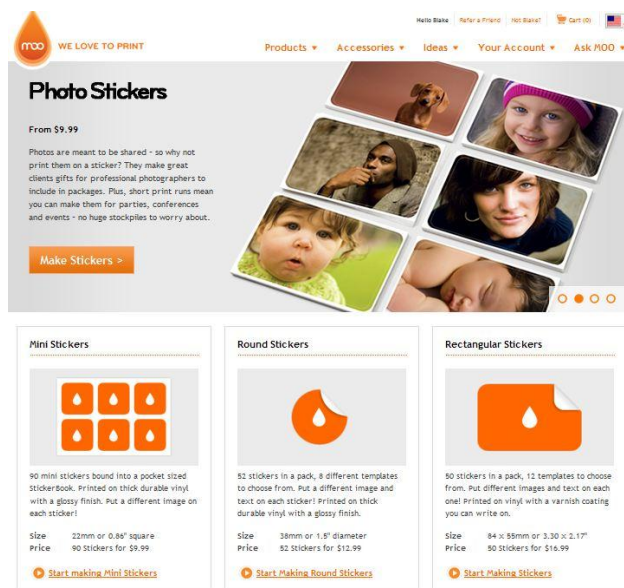 Hello Blake Refer a Friend Not Blake? Cart (0)
moo WE LOVE TO PRINT
Products Accessories Ideas Your Account Ask MOO
Photo Stickers
From $9.99
Photos are meant to be shared - so why not
print them on a sticker? They make great
clients gifts for professional photographers to
include in packages. Plus, short print runs mean
you can make them for parties, conferences
and events - no huge stockpiles to worry about.
Make Stickers >
Mini Stickers
90 mini stickers bound into a pocket sized
StickerBook. Printed on thick durable vinyl
with a glossy finish. Put a different image on
each sticker!
Size 22mm or 0.86" square
Price 90 Stickers for $9.99
Start making Mini Stickers
Round Stickers
52 stickers in a pack, 8 different templates
to choose from. Put a different image and
text on each sticker! Printed on thick
durable vinyl with a glossy finish.
Size 38mm or 1.5" diameter
Price 52 Stickers for $12.99
Start Making Round Stickers
Rectangular Stickers
50 stickers in a pack, 12 templates to choose
from. Put different images and text on each
one! Printed on vinyl with a varnish coating
you can write on.
Size 84 x 55mm or 3.30 x 2.17"
Price 50 Stickers for $16.99
Start Making Stickers